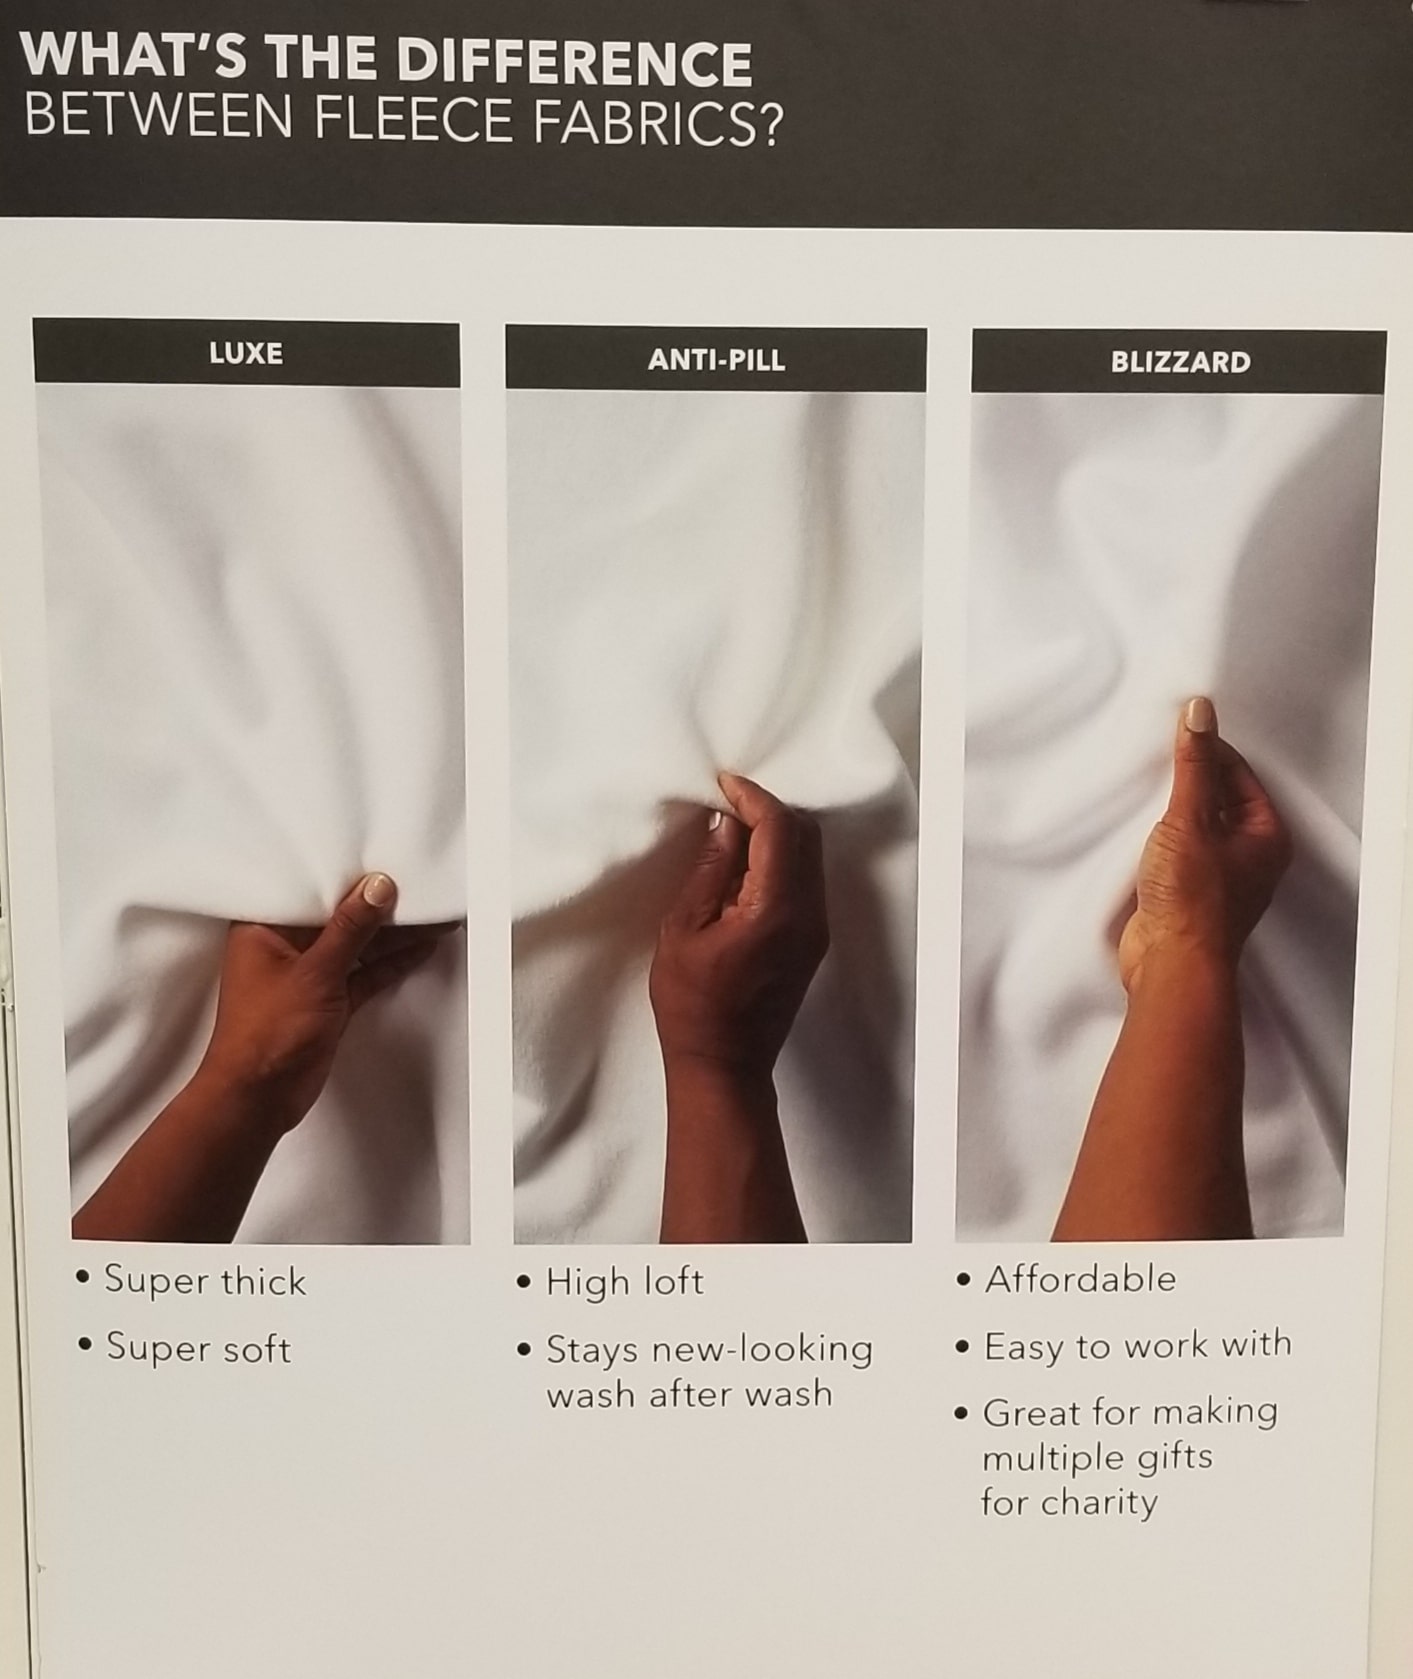 WHAT'S THE DIFFERENCE
BETWEEN FLEECE FABRICS?
LUXE
• Super thick
• Super soft
ANTI-PILL
• High loft
• Stays new-looking
wash after wash
BLIZZARD
• Affordable
• Easy to work with
• Great for making
multiple gifts
for charity